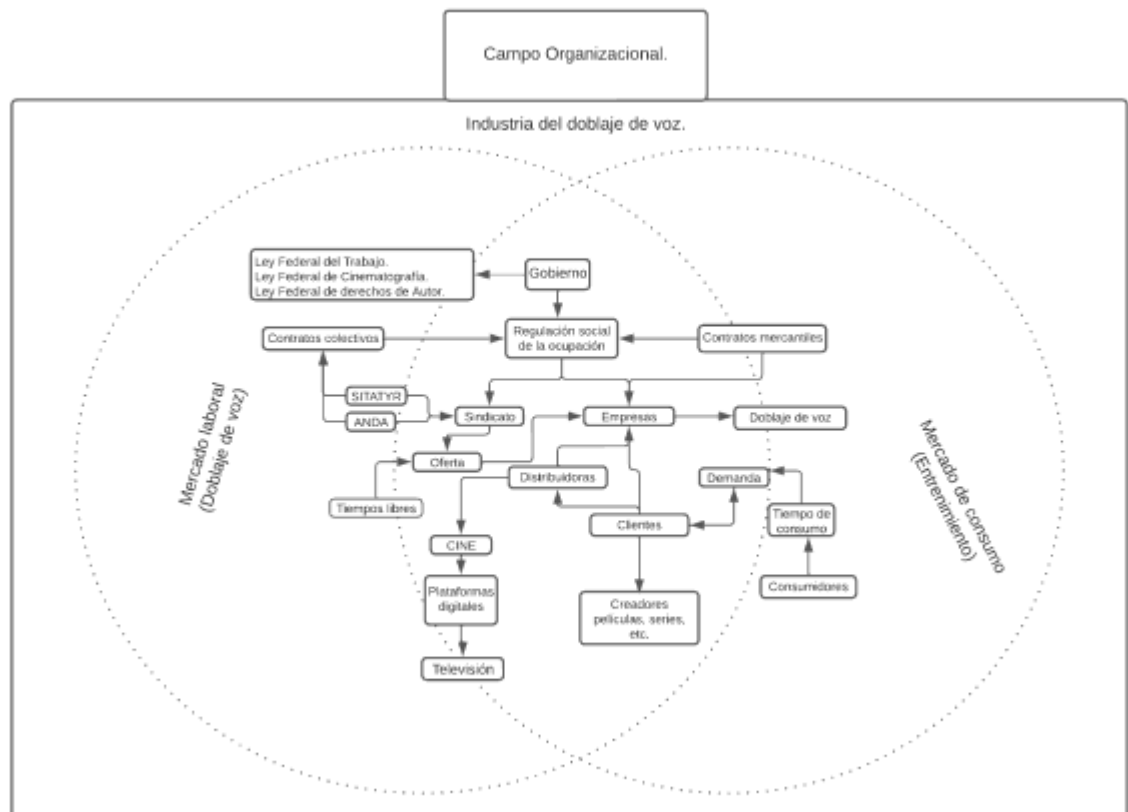 Campo Organizacional.
Industria del doblaje de voz.
Ley Federal del Trabajo.
Ley Federal de Cinematografía.
Ley Federal de derechos de Autor.
Gobierno
Contratos colectivos
Regulación social
de la ocupación
Contratos mercantiles
Mercado laboral
(Doblaje de voz)
SITATYR
ANDA
Sindicato
Empresas
Doblaje de voz
Mercado de consumo
(Entrenimiento)
Oferta
Distribuidoras
Demanda
Tiempos libres
Clientes
Tiempo de
consumo
CINE
Plataformas
digitales
Creadores
películas, series,
etc.
Consumidores
Televisión